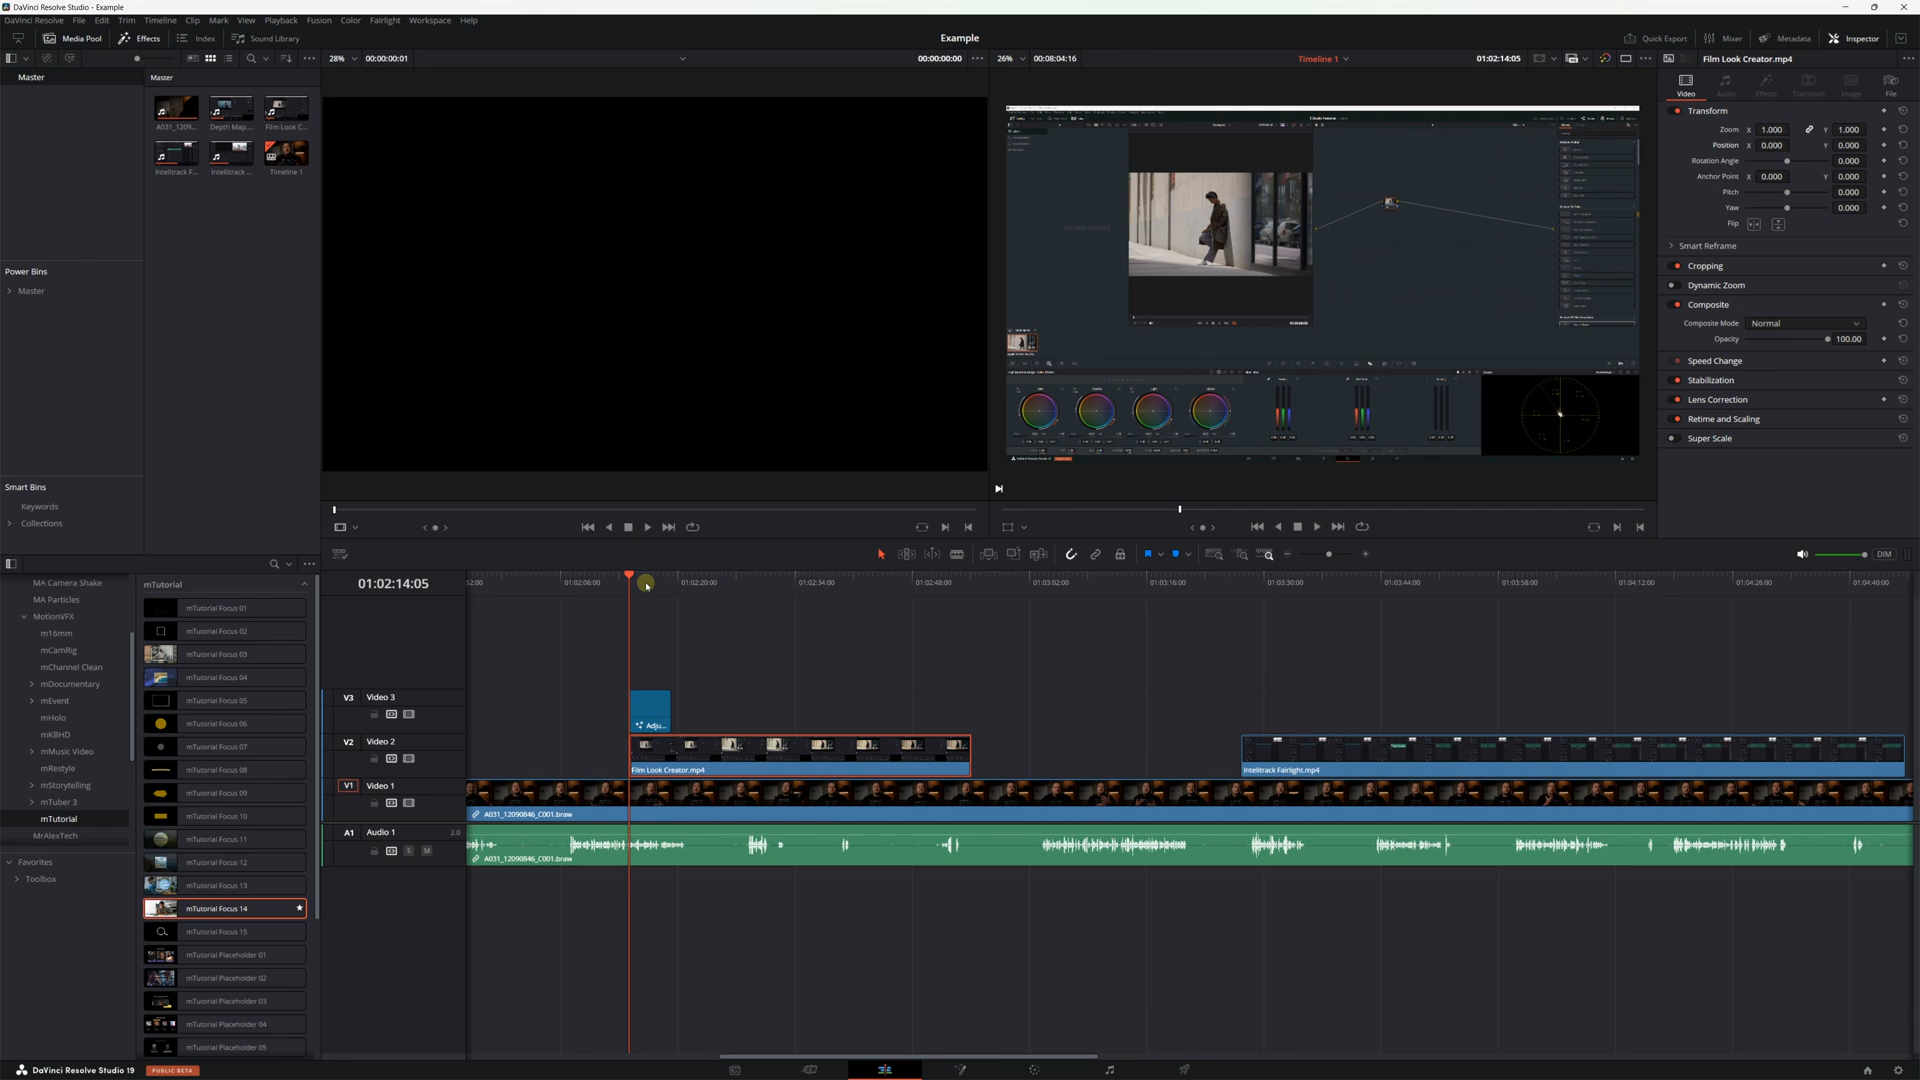 DaVinci Resolve Studio - Example
DaVinci Resolve File Edit Trim Timeline Clip Mark View Playback Fusion Color Fairlight Workspace Help
Media Pool Effects Index Sound Library Example Quick Export Mixer Metadata Inspector
28% 00:00:00:01 00:00:00:00 26% 00:08:04:16 Timeline 1 01:02:14:05 Film Look Creator.mp4
Master Master
A031_1209... Depth Map... Film Look C...
Intelitrack F... Intellitrack ... Timeline 1
Power Bins
Master
Smart Bins
Keywords
Collections
Video Audio Effects Transition Image File
Transform
Zoom X 1.000 Y 1.000
Position X 0.000 Y 0.000
Rotation Angle 0.000
Anchor Point X 0.000 Y 0.000
Pitch 0.000
Yaw 0.000
Flip
Smart Reframe
Cropping
Dynamic Zoom
Composite
Composite Mode Normal
Opacity 100.00
Speed Change
Stabilization
Lens Correction
Retime and Scaling
Super Scale
DIM
MA Camera Shake
MA Particles
MotionVFX
m16mm
mCamRig
mChannel Clean
mDocumentary
mEvent
mHolo
mKBHD
mMusic Video
mRestyle
mStorytelling
mTuber 3
mTutorial
MrAlexTech
Favorites
Toolbox
mTutorial
mTutorial Focus 01
mTutorial Focus 02
mTutorial Focus 03
mTutorial Focus 04
mTutorial Focus 05
mTutorial Focus 06
mTutorial Focus 07
mTutorial Focus 08
mTutorial Focus 09
mTutorial Focus 10
mTutorial Focus 11
mTutorial Focus 12
mTutorial Focus 13
mTutorial Focus 14
mTutorial Focus 15
mTutorial Placeholder 01
mTutorial Placeholder 02
mTutorial Placeholder 03
mTutorial Placeholder 04
mTutorial Placeholder 05
01:02:14:05
52:00 01:02:06:00 01:02:20:00 01:02:34:00 01:02:48:00 01:03:02:00 01:03:16:00 01:03:30:00 01:03:44:00 01:03:58:00 01:04:12:00 01:04:26:00 01:04:40:00
V3 Video 3
Adju...
V2 Video 2
Film Look Creator.mp4 Intelitrack Fairlight.mp4
V1 Video 1
A031_12090846_C001.braw
A1 Audio 1 2.0
S M
A031_12090846_C001.braw
DaVinci Resolve Studio 19 PUBLIC BETA